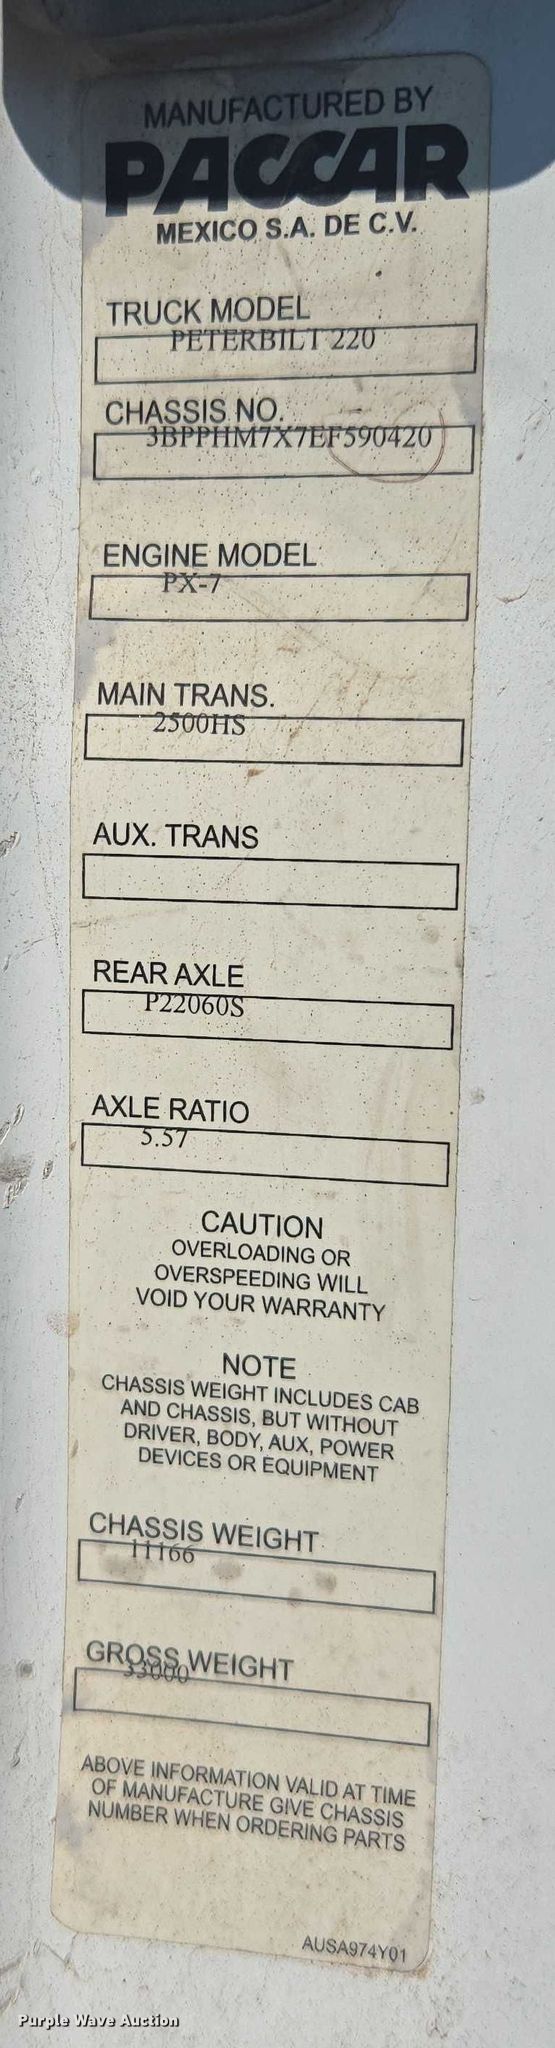 MANUFACTURED BY
PACCAR
MEXICO S.A. DE C.V.
TRUCK MODEL
PETERBILT 220
CHASSIS NO.
3BPPHM7X7EF590420
ENGINE MODEL
PX-7
MAIN TRANS.
2500HS
AUX. TRANS
REAR AXLE
P22060S
AXLE RATIO
5.57
CAUTION
OVERLOADING OR
OVERSPEEDING WILL
VOID YOUR WARRANTY
NOTE
CHASSIS WEIGHT INCLUDES CAB
AND CHASSIS, BUT WITHOUT
DRIVER, BODY, AUX, POWER
DEVICES OR EQUIPMENT
CHASSIS WEIGHT
11166
GROSS WEIGHT
33000
ABOVE INFORMATION VALID AT TIME
OF MANUFACTURE GIVE CHASSIS
NUMBER WHEN ORDERING PARTS
AUSA974Y01
Purple Wave Auction